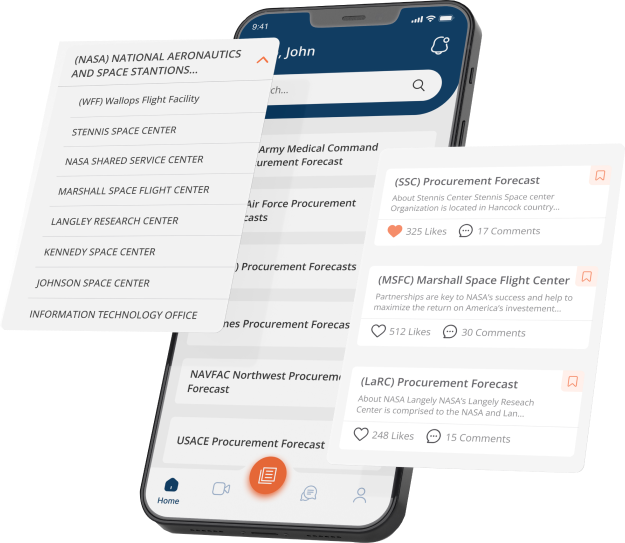 9:41
, John
ch...
Army Medical Command
urement Forecast
Air Force Procurement
casts
) Procurement Forecasts
nes Procurement Forecas
NAVFAC Northwest Procurem
Forecast
USACE Procurement Forecast
Home
(NASA) NATIONAL AERONAUTICS
AND SPACE STANTIONS...
(WFF) Wallops Flight Facility
STENNIS SPACE CENTER
NASA SHARED SERVICE CENTER
MARSHALL SPACE FLIGHT CENTER
LANGLEY RESEARCH CENTER
KENNEDY SPACE CENTER
JOHNSON SPACE CENTER
INFORMATION TECHNOLOGY OFFICE
(SSC) Procurement Forecast
About Stennis Center Stennis Space center
Organization is located in Hancock country...
325 Likes 17 Comments
(MSFC) Marshall Space Flight Center
Partnerships are key to NASA's success and help to
maximize the return on America's investement...
512 Likes 30 Comments
(LaRC) Procurement Forecast
About NASA Langely NASA's Langely Reseach
Center is comprised to the NASA and Lan...
248 Likes 15 Comments